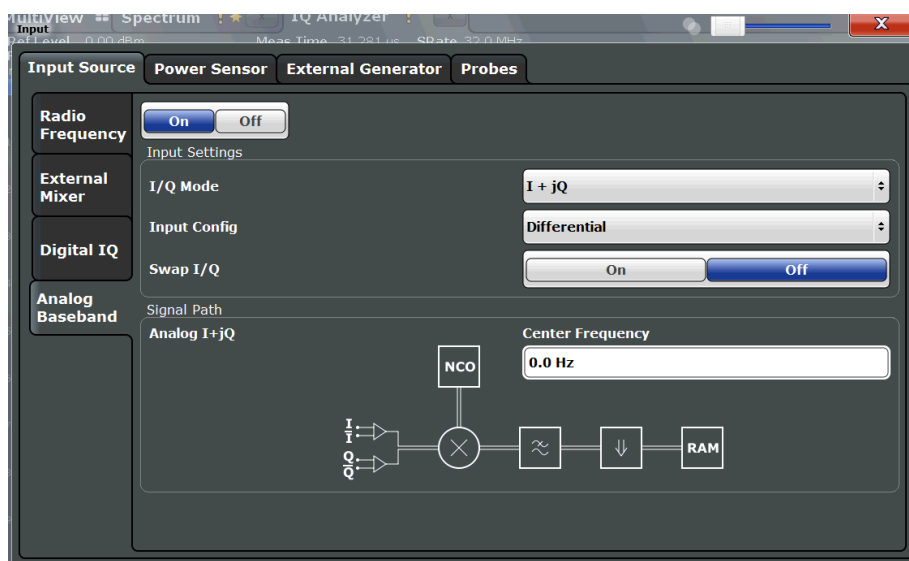 MultiView Spectrum ! IQ Analyzer !
Input
Ref Level 0.00 dBm Meas Time 31.281 us SRate 32.0 MHz
X
Input Source Power Sensor External Generator Probes
Radio
Frequency
On Off
Input Settings
External
Mixer
I/Q Mode
I + jQ
Input Config
Differential
Digital IQ
Swap I/Q
On Off
Analog
Baseband
Signal Path
Analog I+jQ
Center Frequency
0.0 Hz
NCO
I
I
Q
Q
RAM